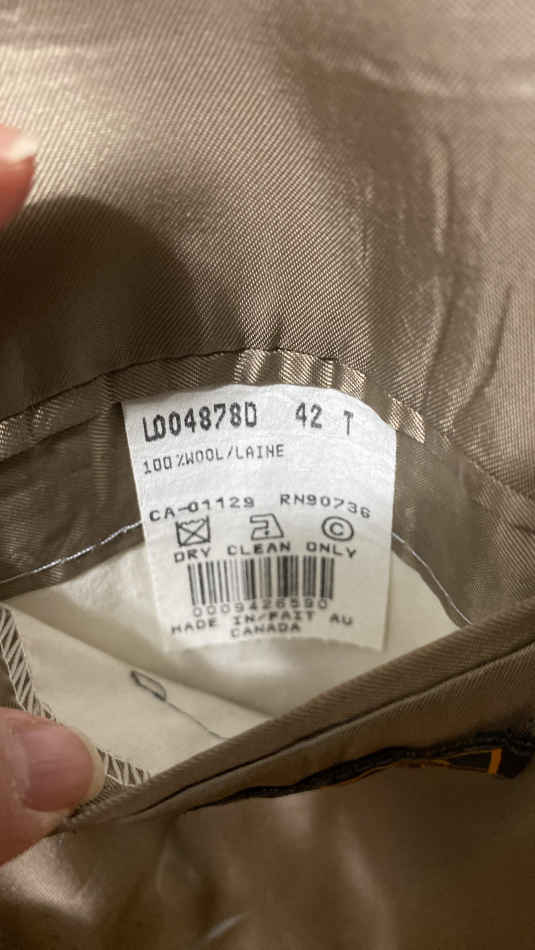 LD04878D 42 T
100%WOOL/LAINE
CA-01129 RN90736
DRY CLEAN ONLY
0009426590
MADE IN/FAIT AU
CANADA